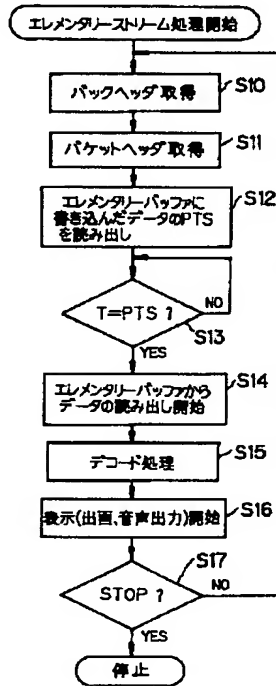 エレメンタリーストリーム処理開始
S10
パックヘッダ取得
S11
パケットヘッダ取得
S12
エレメンタリーバッファに
書き込んだデータのPTS
を読み出し
T=PTS ?
NO
S13
YES
S14
エレメンタリーバッファから
データの読み出し開始
S15
デコード処理
S16
表示(出画、音声出力)開始
S17
STOP ?
NO
YES
停止